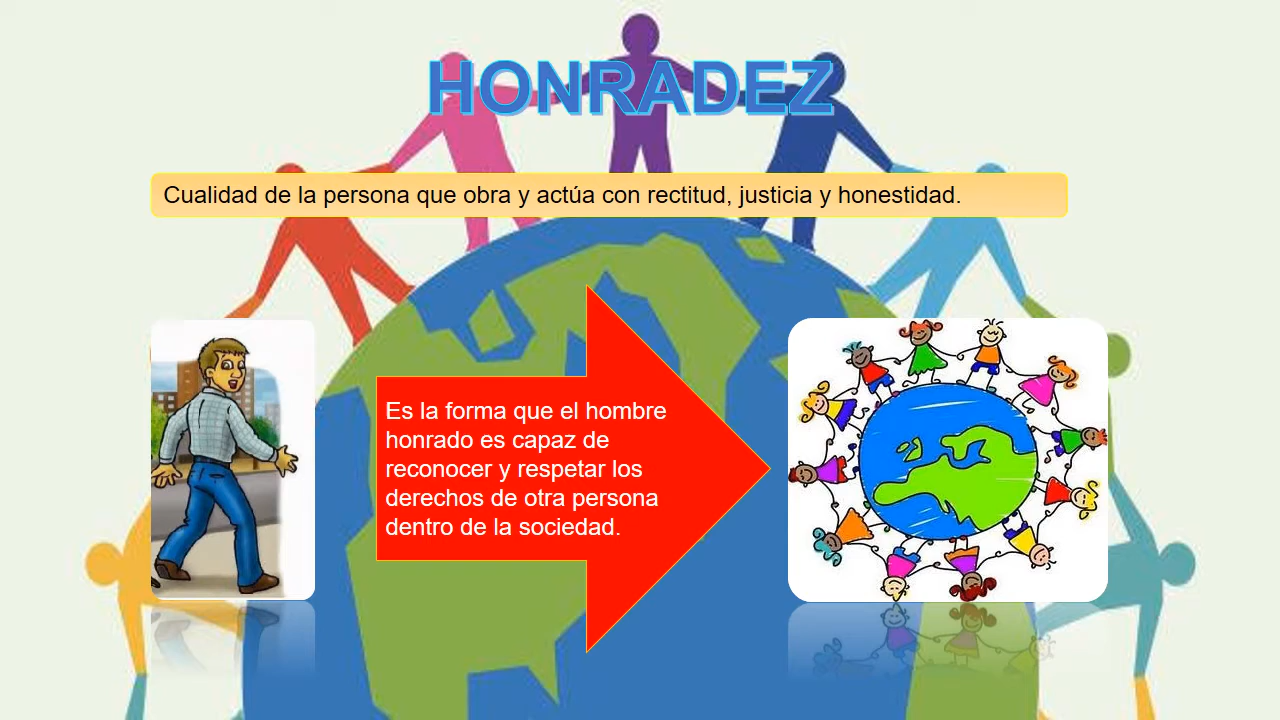 HONRADEZ
Cualidad de la persona que obra y actúa con rectitud, justicia y honestidad.
Es la forma que el hombre
honrado es capaz de
reconocer y respetar los
derechos de otra persona
dentro de la sociedad.